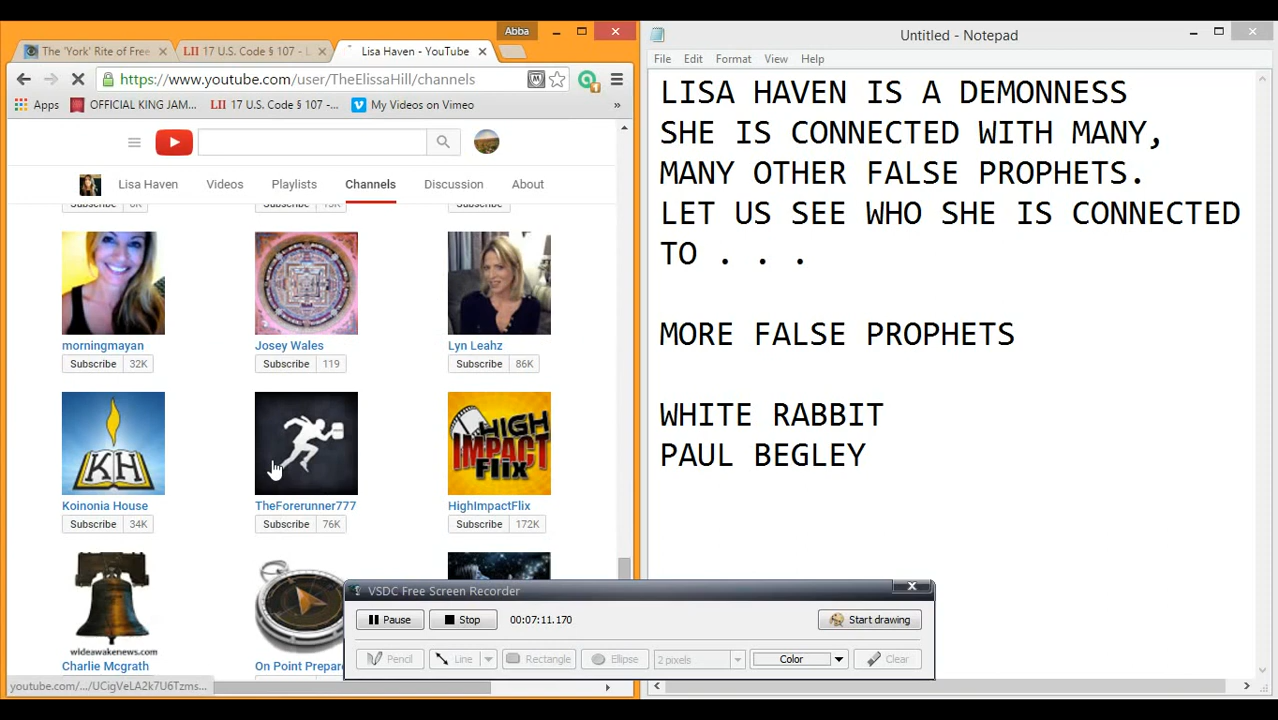 Abba
The 'York' Rite of Free
LII 17 U.S. Code § 107 - L
Lisa Haven - YouTube
https://www.youtube.com/user/TheElissaHill/channels
Apps
OFFICIAL KING JAM...
LII 17 U.S. Code § 107 -...
My Videos on Vimeo
»
Lisa Haven
Videos
Playlists
Channels
Discussion
About
Subscribe
Subscribe
Subscribe
morningmayan
Subscribe 32K
Josey Wales
Subscribe 119
Lyn Leahz
Subscribe 86K
KH
Koinonia House
Subscribe 34K
TheForerunner777
Subscribe 76K
HIGH
IMPACT
Flix
HighImpactFlix
Subscribe 172K
wideawakenews.com
Charlie Mcgrath
On Point Prepare
youtube.com/.../UCigVeLA2k7U6Tzms...
Untitled - Notepad
File Edit Format View Help
LISA HAVEN IS A DEMONNESS
SHE IS CONNECTED WITH MANY,
MANY OTHER FALSE PROPHETS.
LET US SEE WHO SHE IS CONNECTED
TO . . .
MORE FALSE PROPHETS
WHITE RABBIT
PAUL BEGLEY
VSDC Free Screen Recorder
Pause
Stop
00:07:11.170
Start drawing
Pencil
Line
Rectangle
Ellipse
2 pixels
Color
Clear